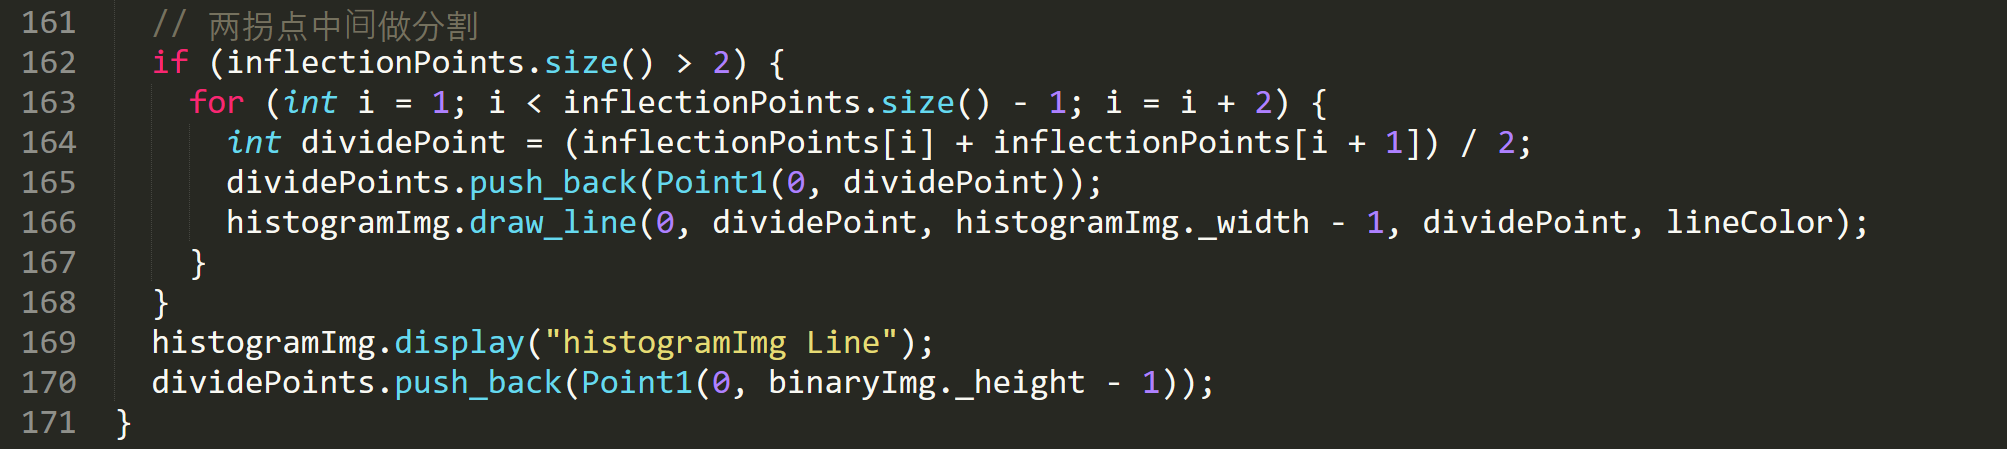 161 // 两拐点中间做分割
162 if (inflectionPoints.size() > 2) {
163 for (int i = 1; i < inflectionPoints.size() - 1; i = i + 2) {
164 int dividePoint = (inflectionPoints[i] + inflectionPoints[i + 1]) / 2;
165 dividePoints.push_back(Point1(0, dividePoint));
166 histogramImg.draw_line(0, dividePoint, histogramImg._width - 1, dividePoint, lineColor);
167 }
168 }
169 histogramImg.display("histogramImg Line");
170 dividePoints.push_back(Point1(0, binaryImg._height - 1));
171 }